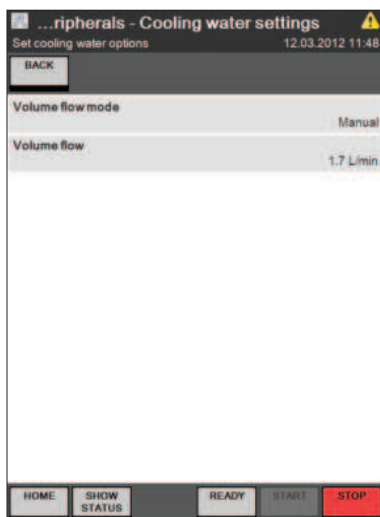 ...ripherals - Cooling water settings
Set cooling water options 12.03.2012 11:48
BACK
Volume flow mode
Manual
Volume flow
1.7 L/min
HOME SHOW STATUS READY START STOP